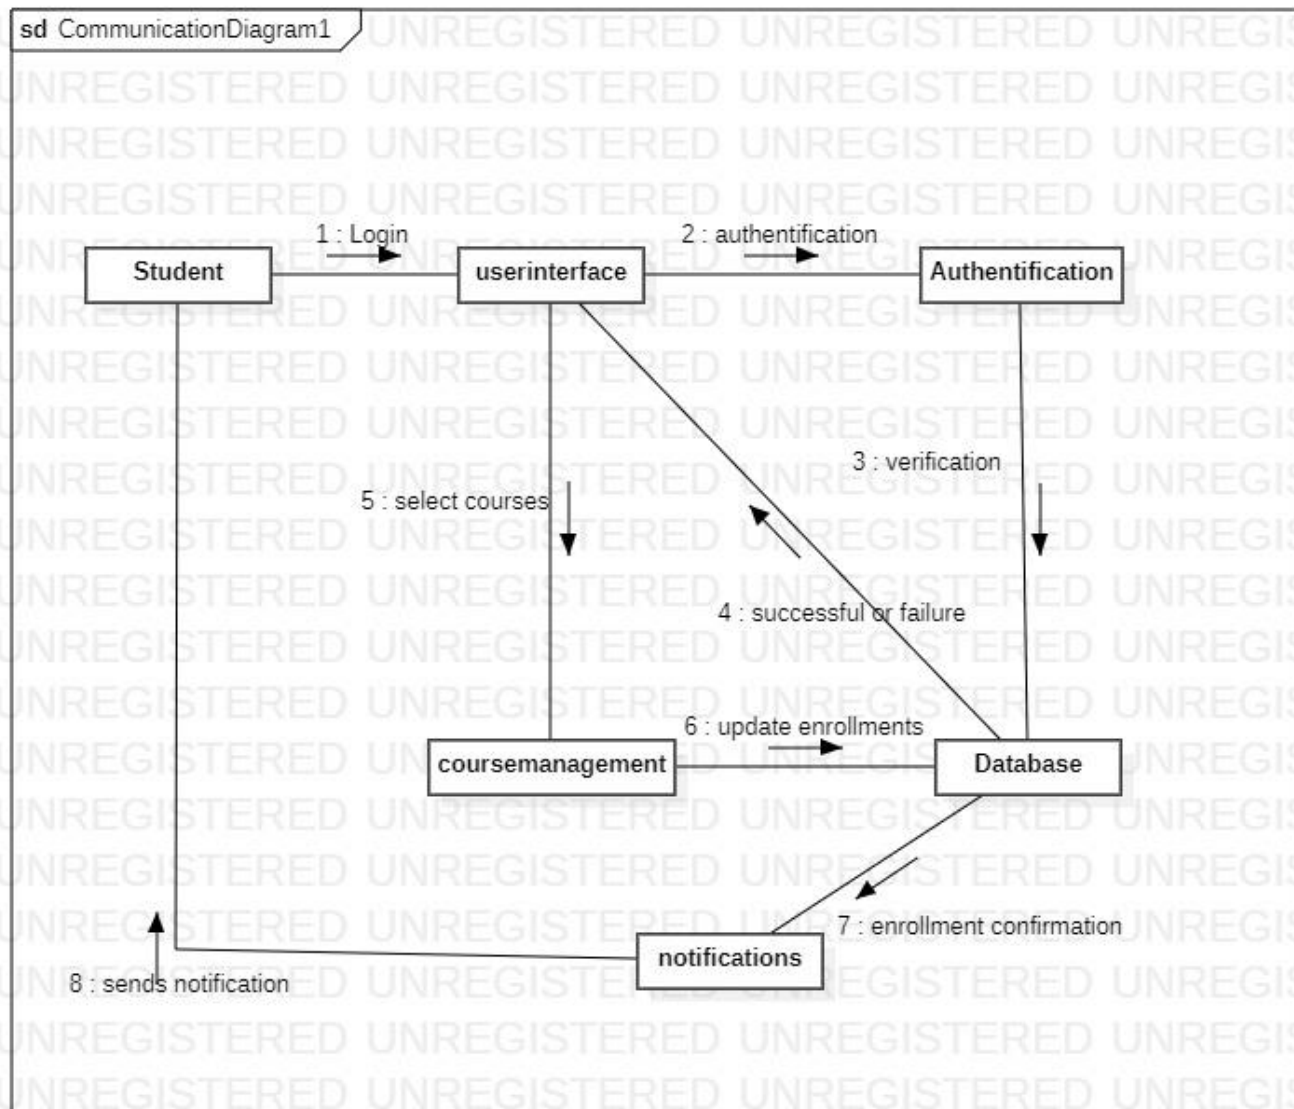 sd CommunicationDiagram1
1 : Login
2 : authentification
Student
userinterface
Authentification
3 : verification
5 : select courses
4 : successful or failure
6 : update enrollments
coursemanagement
Database
7 : enrollment confirmation
notifications
8 : sends notification
UNREGISTERED UNREGISTERED UNREGIS